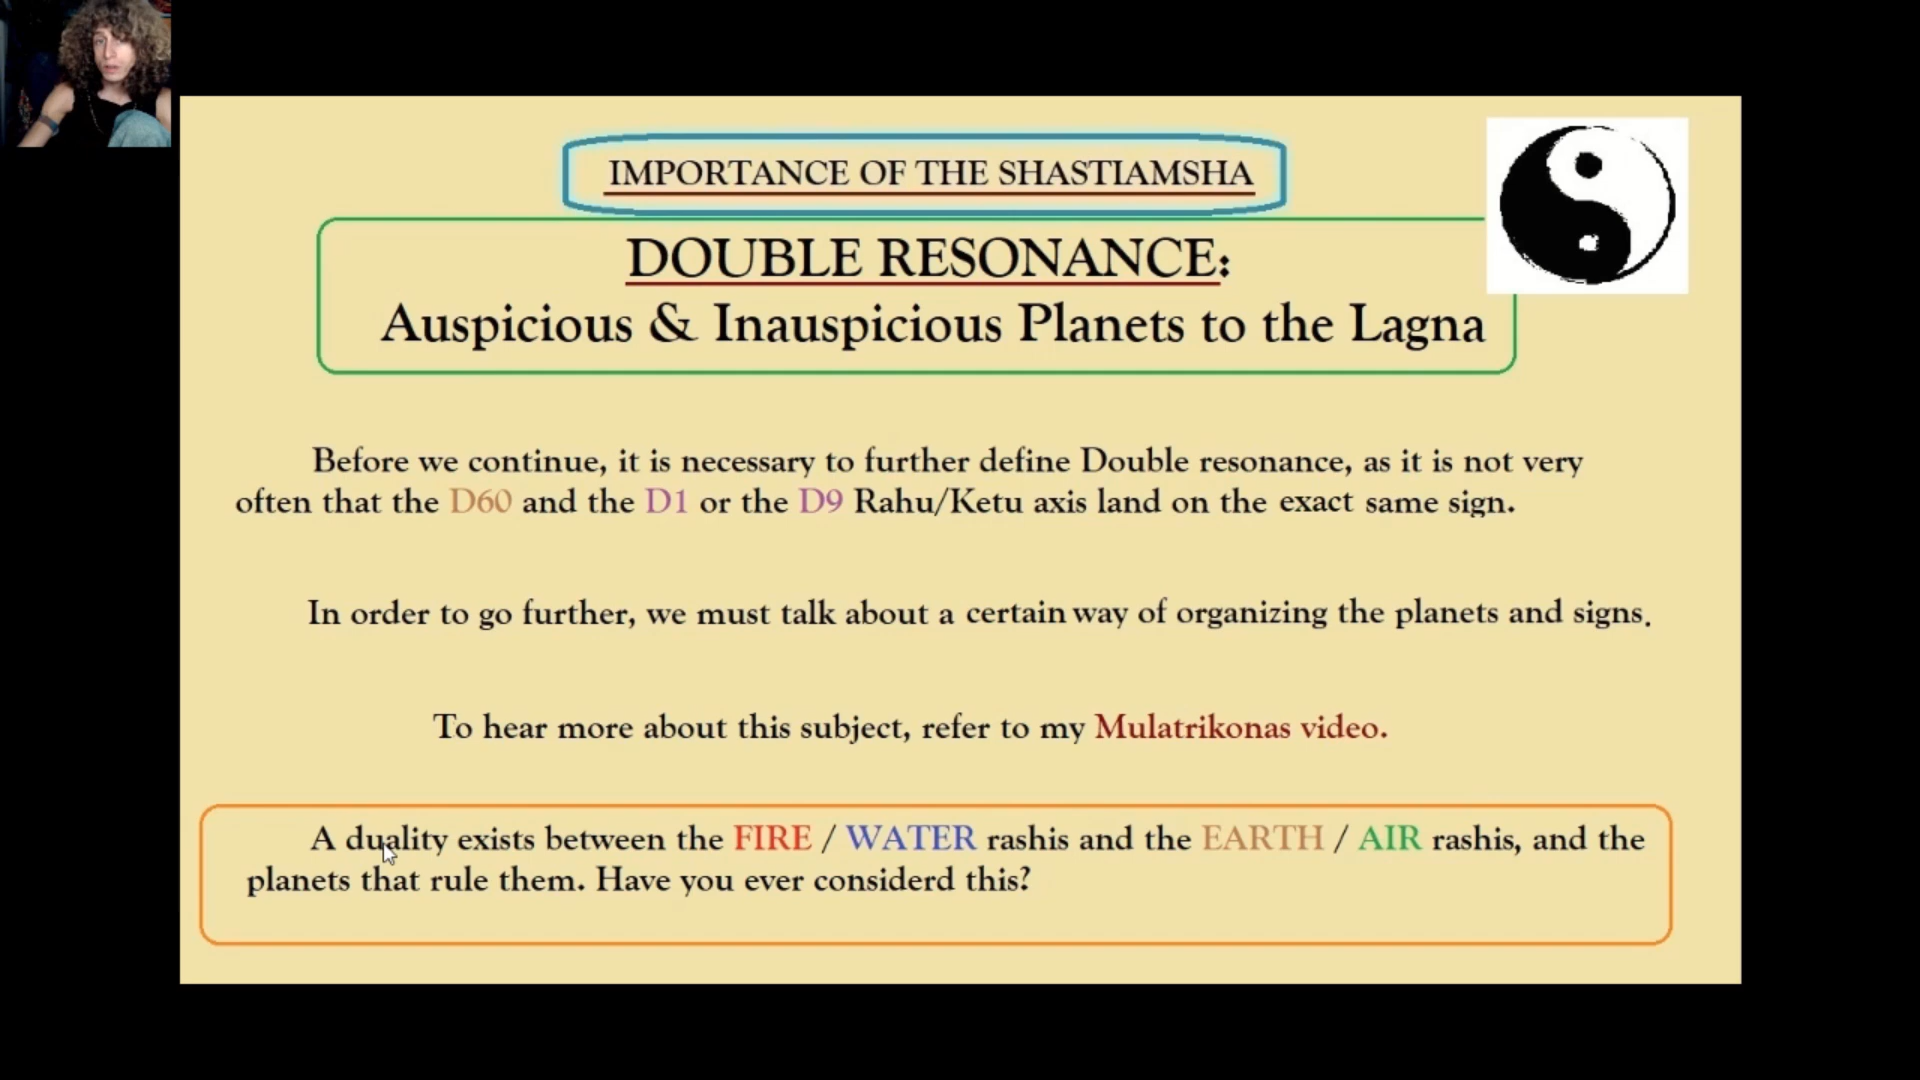 IMPORTANCE OF THE SHASTIAMSHA
DOUBLE RESONANCE:
Auspicious & Inauspicious Planets to the Lagna
Before we continue, it is necessary to further define Double resonance, as it is not very
often that the D60 and the D1 or the D9 Rahu/Ketu axis land on the exact same sign.
In order to go further, we must talk about a certain way of organizing the planets and signs.
To hear more about this subject, refer to my Mulatrikonas video.
A duality exists between the FIRE / WATER rashis and the EARTH / AIR rashis, and the
planets that rule them. Have you ever considerd this?